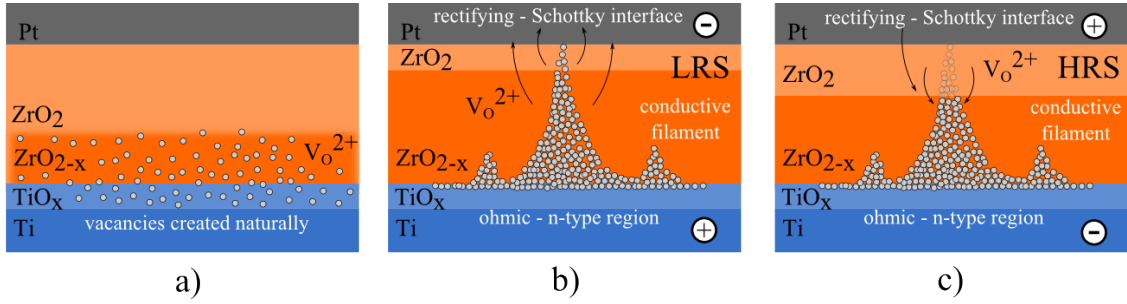 Pt
ZrO2
ZrO2-x
VO2+
TiOx
vacancies created naturally
Ti
a)
rectifying - Schottky interface
Pt
-
ZrO2
LRS
VO2+
conductive
filament
ZrO2-x
TiOx
ohmic - n-type region
Ti
+
b)
rectifying - Schottky interface
Pt
+
ZrO2
VO2+
HRS
conductive
filament
ZrO2-x
TiOx
ohmic - n-type region
Ti
-
c)